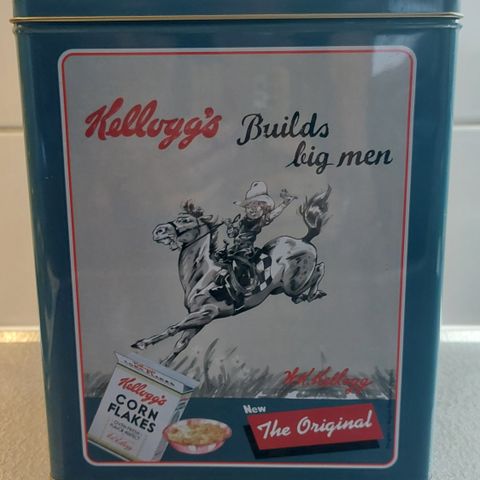 Kellogg's Builds
big men
W.K. Kellogg
Kellogg's
CORN
FLAKES
New
The Original